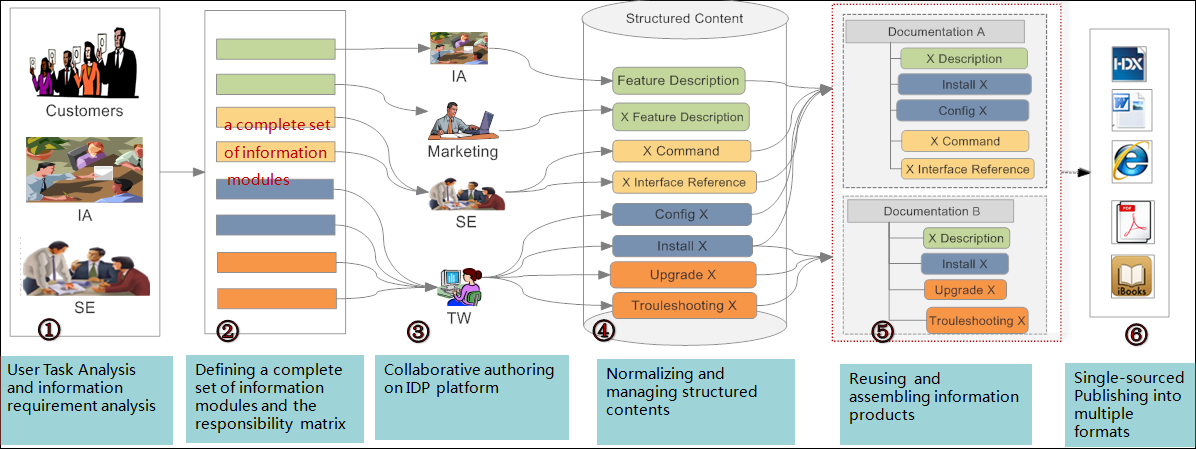 Customers
IA
SE
①
a complete set
of information
modules
②
IA
Marketing
SE
TW
③
Structured Content
Feature Description
X Feature Description
X Command
X Interface Reference
Config X
Install X
Upgrade X
Trouleshooting X
④
Documentation A
X Description
Install X
Config X
X Command
X Interface Reference
Documentation B
X Description
Install X
Upgrade X
Trouleshooting X
⑤
HDX
W
PDF
iBooks
⑥
User Task Analysis
and information
requirement analysis
Defining a complete
set of information
modules and the
responsibility matrix
Collaborative authoring
on IDP platform
Normalizing and
managing structured
contents
Reusing and
assembling information
products
Single-sourced
Publishing into
multiple
formats